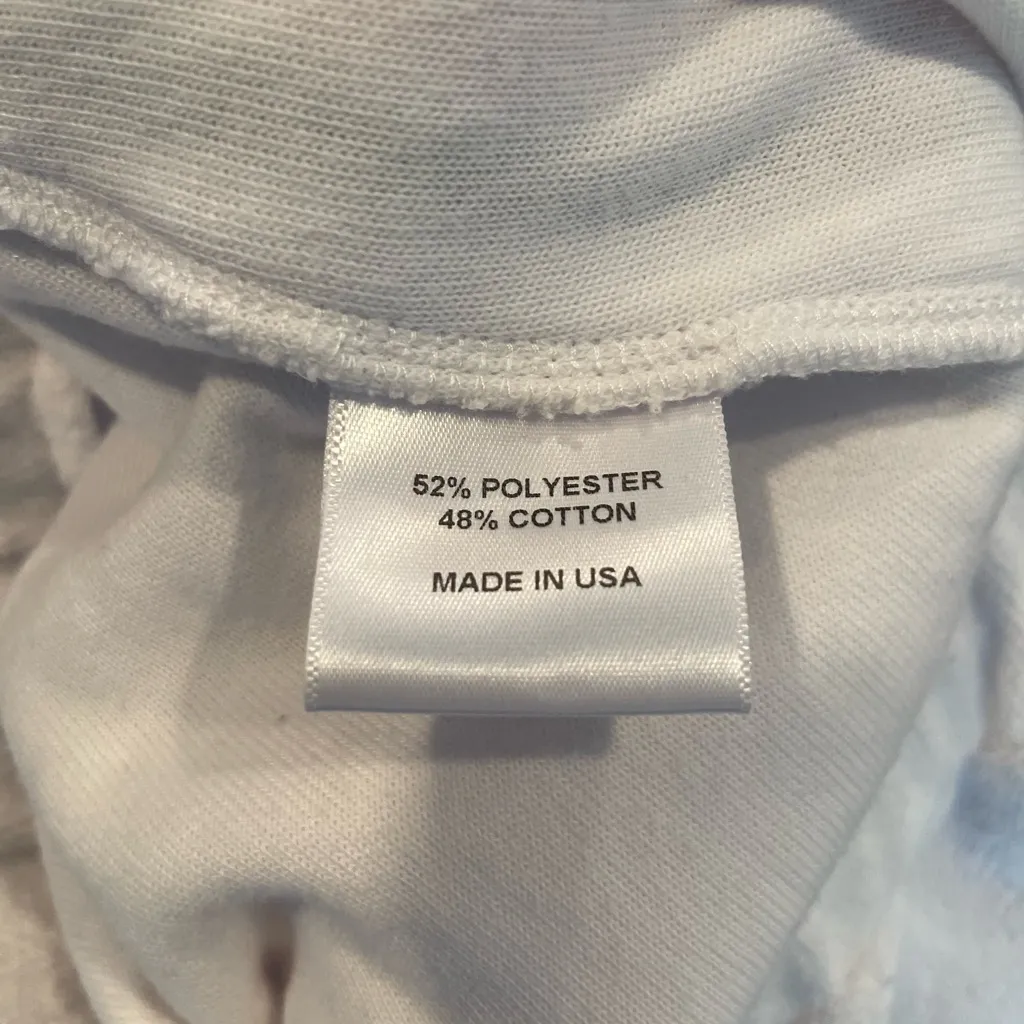 52% POLYESTER
48% COTTON
MADE IN USA